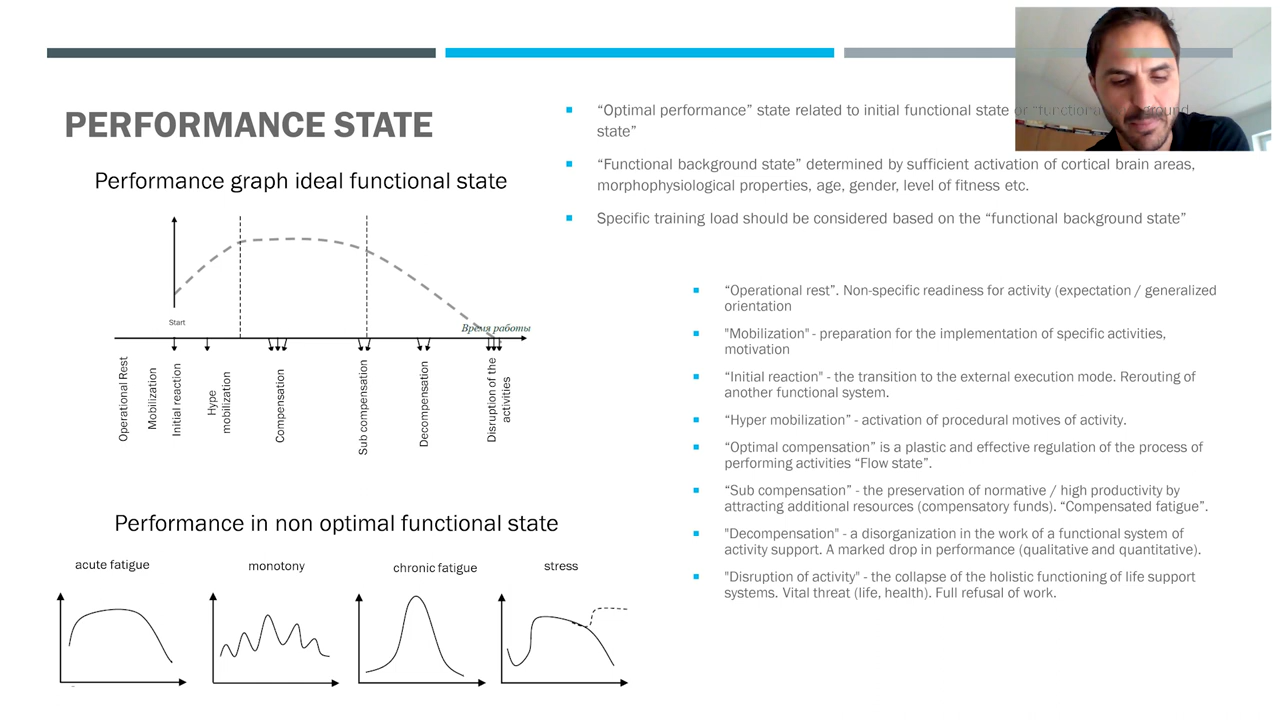 PERFORMANCE STATE
Performance graph ideal functional state
Start
Время работы
Operational Rest
Mobilization
Initial reaction
Hype
mobilization
Compensation
Sub compensation
Decompensation
Disruption of the
activities
Performance in non optimal functional state
acute fatigue
monotony
chronic fatigue
stress
“Optimal performance” state related to initial functional state or “functional background
state”
“Functional background state” determined by sufficient activation of cortical brain areas,
morphophysiological properties, age, gender, level of fitness etc.
Specific training load should be considered based on the “functional background state”
“Operational rest”. Non-specific readiness for activity (expectation / generalized
orientation
"Mobilization" - preparation for the implementation of specific activities,
motivation
“Initial reaction" - the transition to the external execution mode. Rerouting of
another functional system.
“Hyper mobilization” - activation of procedural motives of activity.
“Optimal compensation” is a plastic and effective regulation of the process of
performing activities “Flow state”.
“Sub compensation” - the preservation of normative / high productivity by
attracting additional resources (compensatory funds). “Compensated fatigue”.
"Decompensation" - a disorganization in the work of a functional system of
activity support. A marked drop in performance (qualitative and quantitative).
"Disruption of activity" - the collapse of the holistic functioning of life support
systems. Vital threat (life, health). Full refusal of work.